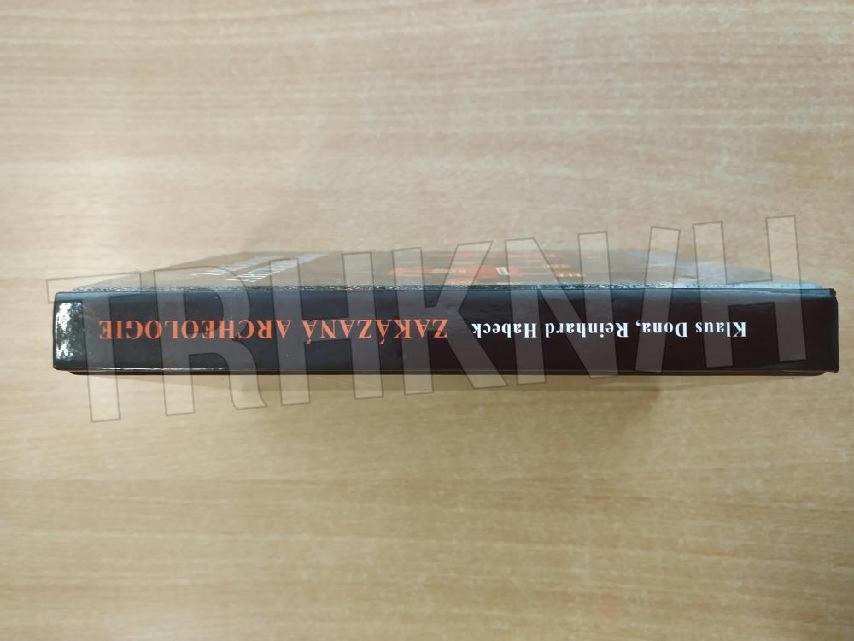 Klaus Dona, Reinhard Habeck ZAKÁZANÁ ARCHEOLOGIE
TRHKNIH